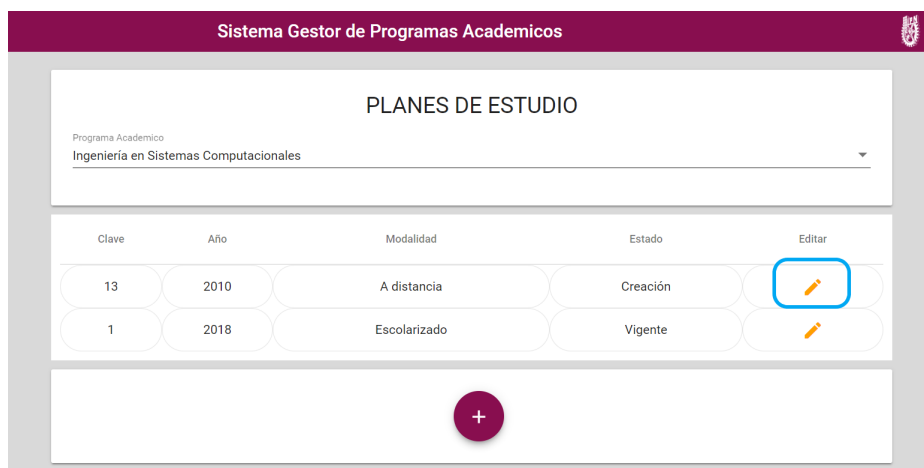 Sistema Gestor de Programas Academicos
PLANES DE ESTUDIO
Programa Academico
Ingeniería en Sistemas Computacionales
Clave Año Modalidad Estado Editar
13 2010 A distancia Creación
1 2018 Escolarizado Vigente
+